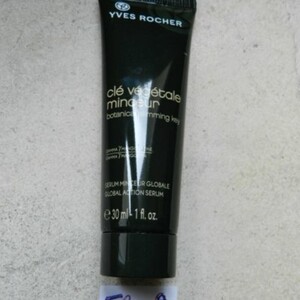 YVES ROCHER
clé végétale
minceur
botanical slimming key
SERUM MINCEUR GLOBALE
GLOBAL ACTION SERUM
℮ 30 ml - 1 fl. oz.